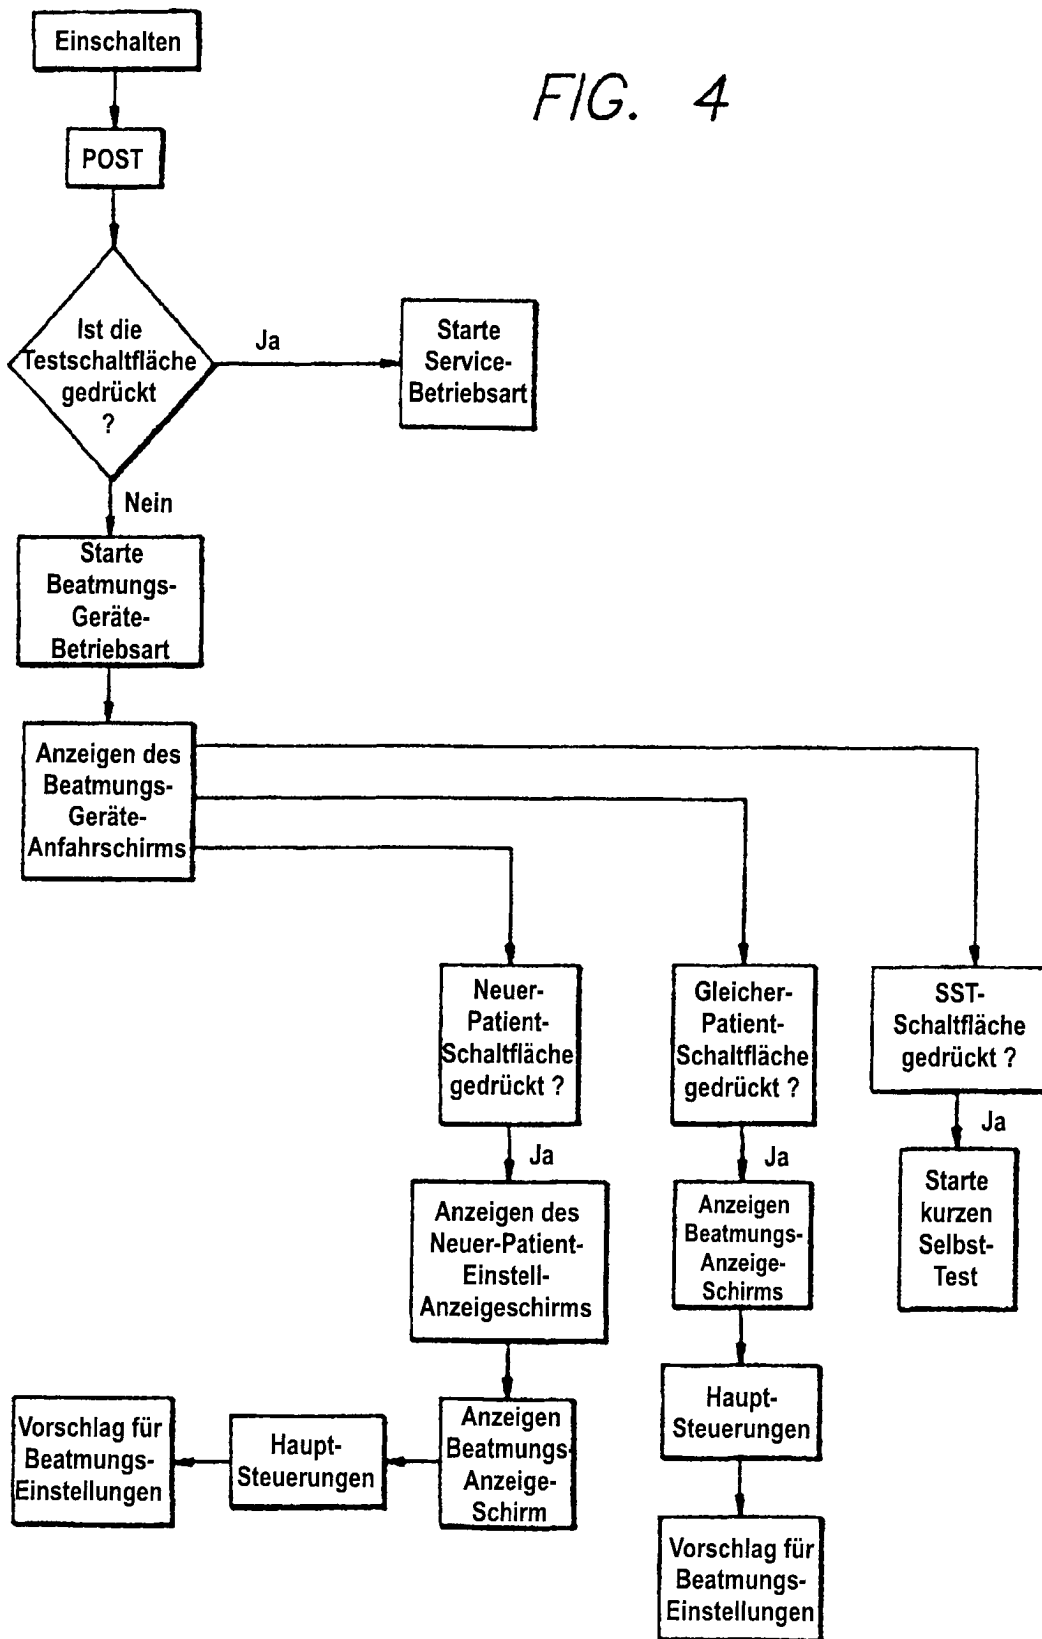 Einschalten
FIG. 4
POST
Ist die
Testschaltfläche
gedrückt
?
Ja
Starte
Service-
Betriebsart
Nein
Starte
Beatmungs-
Geräte-
Betriebsart
Anzeigen des
Beatmungs-
Geräte-
Anfahrschirms
Neuer-
Patient-
Schaltfläche
gedrückt ?
Gleicher-
Patient-
Schaltfläche
gedrückt ?
SST-
Schaltfläche
gedrückt ?
Ja
Ja
Ja
Anzeigen des
Neuer-Patient-
Einstell-
Anzeigeschirms
Anzeigen
Beatmungs-
Anzeige-
Schirms
Starte
kurzen
Selbst-
Test
Vorschlag für
Beatmungs-
Einstellungen
Haupt-
Steuerungen
Anzeigen
Beatmungs-
Anzeige-
Schirm
Haupt-
Steuerungen
Vorschlag für
Beatmungs-
Einstellungen